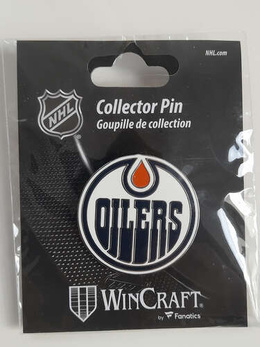 NHL.com
NHL
Collector Pin
Goupille de collection
OILERS
WINCRAFT®
by Fanatics